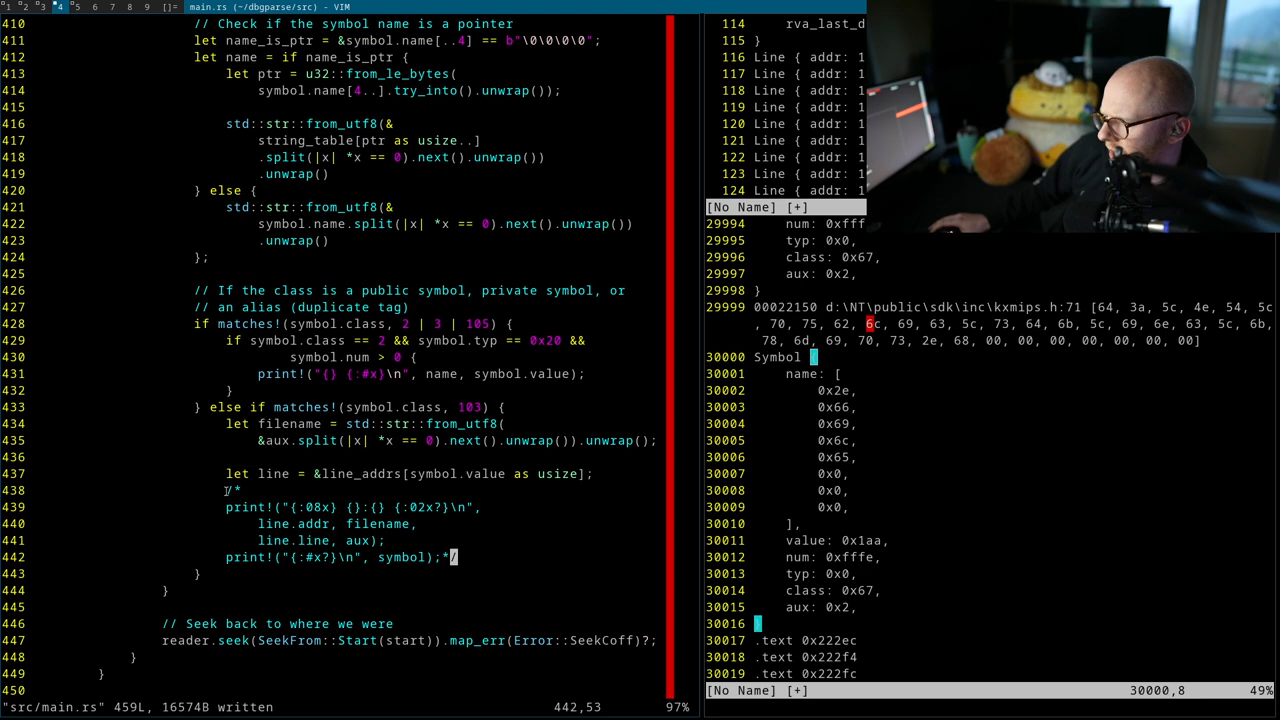 1 2 3 4 5 6 7 8 9 []= main.rs (~/dbgparse/src) - VIM
410 // Check if the symbol name is a pointer
411 let name_is_ptr = &symbol.name[..4] == b"\0\0\0\0";
412 let name = if name_is_ptr {
413 let ptr = u32::from_le_bytes(
414 symbol.name[4..].try_into().unwrap());
415
416 std::str::from_utf8(&
417 string_table[ptr as usize..]
418 .split(|x| *x == 0).next().unwrap())
419 .unwrap()
420 } else {
421 std::str::from_utf8(&
422 symbol.name.split(|x| *x == 0).next().unwrap())
423 .unwrap()
424 };
425
426 // If the class is a public symbol, private symbol, or
427 // an alias (duplicate tag)
428 if matches!(symbol.class, 2 | 3 | 105) {
429 if symbol.class == 2 && symbol.typ == 0x20 &&
430 symbol.num > 0 {
431 print!("{} {:#x}\n", name, symbol.value);
432 }
433 } else if matches!(symbol.class, 103) {
434 let filename = std::str::from_utf8(
435 &aux.split(|x| *x == 0).next().unwrap()).unwrap();
436
437 let line = &line_addrs[symbol.value as usize];
438 /*
439 print!("{:08x} {}:{} {:02x?}\n",
440 line.addr, filename,
441 line.line, aux);
442 print!("{:#x?}\n", symbol);*/
443 }
444 }
445
446 // Seek back to where we were
447 reader.seek(SeekFrom::Start(start)).map_err(Error::SeekCoff)?;
448 }
449 }
450
"src/main.rs" 459L, 16574B written 442,53 97%
114 rva_last_d
115 }
116 Line { addr: 1
117 Line { addr: 1
118 Line { addr: 1
119 Line { addr: 1
120 Line { addr: 1
121 Line { addr: 1
122 Line { addr: 1
123 Line { addr: 1
124 Line { addr: 1
[No Name] [+]
29994 num: 0xfff
29995 typ: 0x0,
29996 class: 0x67,
29997 aux: 0x2,
29998 }
29999 00022150 d:\NT\public\sdk\inc\kxmips.h:71 [64, 3a, 5c, 4e, 54, 5c
, 70, 75, 62, 6c, 69, 63, 5c, 73, 64, 6b, 5c, 69, 6e, 63, 5c, 6b,
78, 6d, 69, 70, 73, 2e, 68, 00, 00, 00, 00, 00, 00, 00]
30000 Symbol {
30001 name: [
30002 0x2e,
30003 0x66,
30004 0x69,
30005 0x6c,
30006 0x65,
30007 0x0,
30008 0x0,
30009 0x0,
30010 ],
30011 value: 0x1aa,
30012 num: 0xfffe,
30013 typ: 0x0,
30014 class: 0x67,
30015 aux: 0x2,
30016 }
30017 .text 0x222ec
30018 .text 0x222f4
30019 .text 0x222fc
[No Name] [+] 30000,8 49%